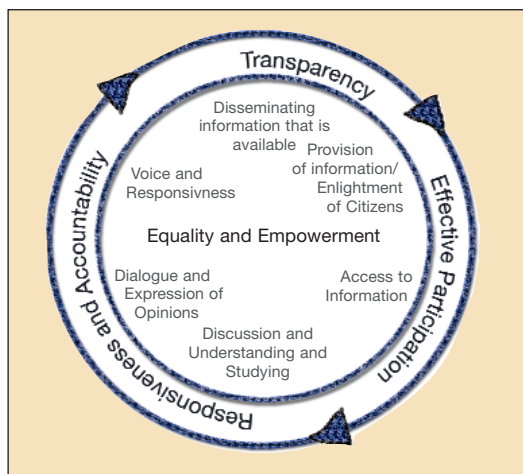 Transparency
Effective Participation
Responsiveness and Accountability
Disseminating
information that is
available
Provision
of information/
Enlightment
of Citizens
Voice and
Responsivness
Equality and Empowerment
Dialogue and
Expression of
Opinions
Access to
Information
Discussion and
Understanding and
Studying